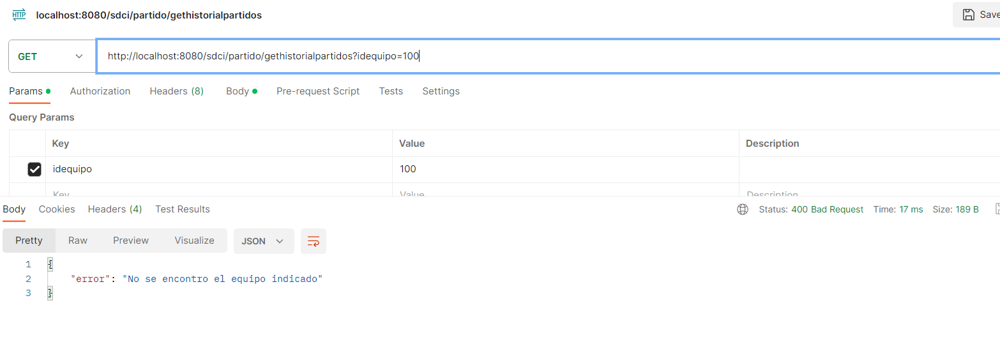 HTTP localhost:8080/sdci/partido/gethistorialpartidos Save
GET http://localhost:8080/sdci/partido/gethistorialpartidos?idequipo=100
Params Authorization Headers (8) Body Pre-request Script Tests Settings
Query Params
Key Value Description
idequipo 100
Key Value Description
Body Cookies Headers (4) Test Results Status: 400 Bad Request Time: 17 ms Size: 189 B
Pretty Raw Preview Visualize JSON
1 {
2 "error": "No se encontro el equipo indicado"
3 }